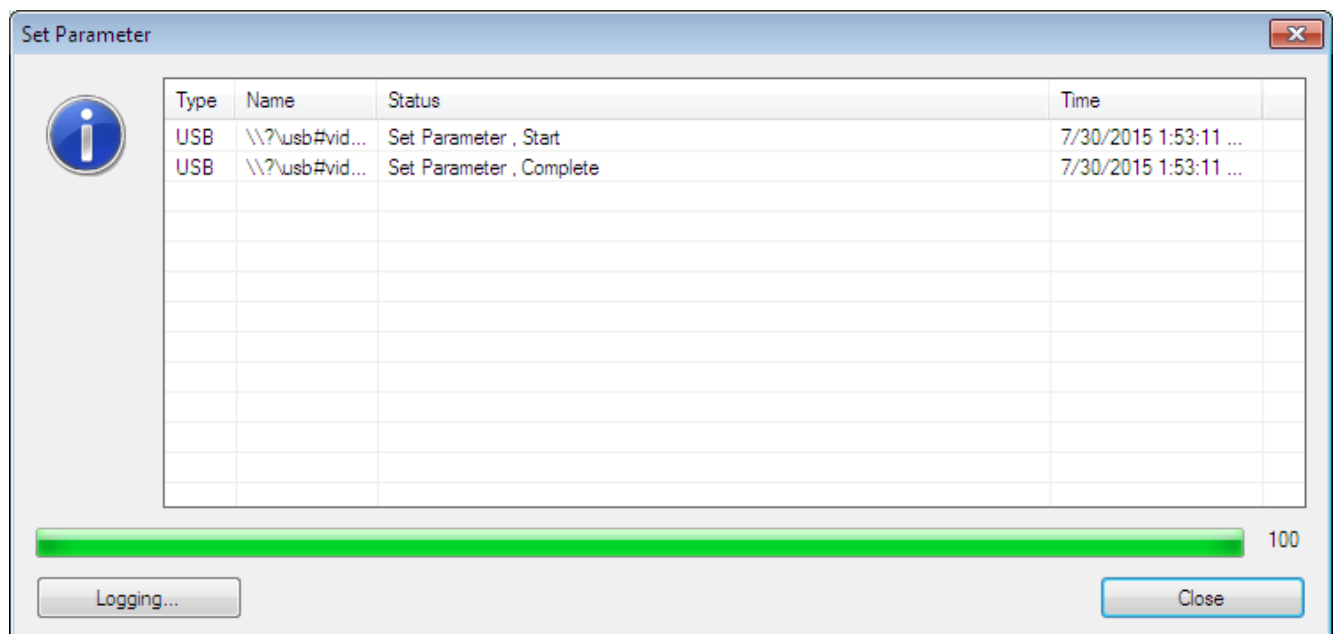 Set Parameter
Type Name Status Time
USB \\?\usb#vid... Set Parameter , Start 7/30/2015 1:53:11 ...
USB \\?\usb#vid... Set Parameter , Complete 7/30/2015 1:53:11 ...
100
Logging... Close